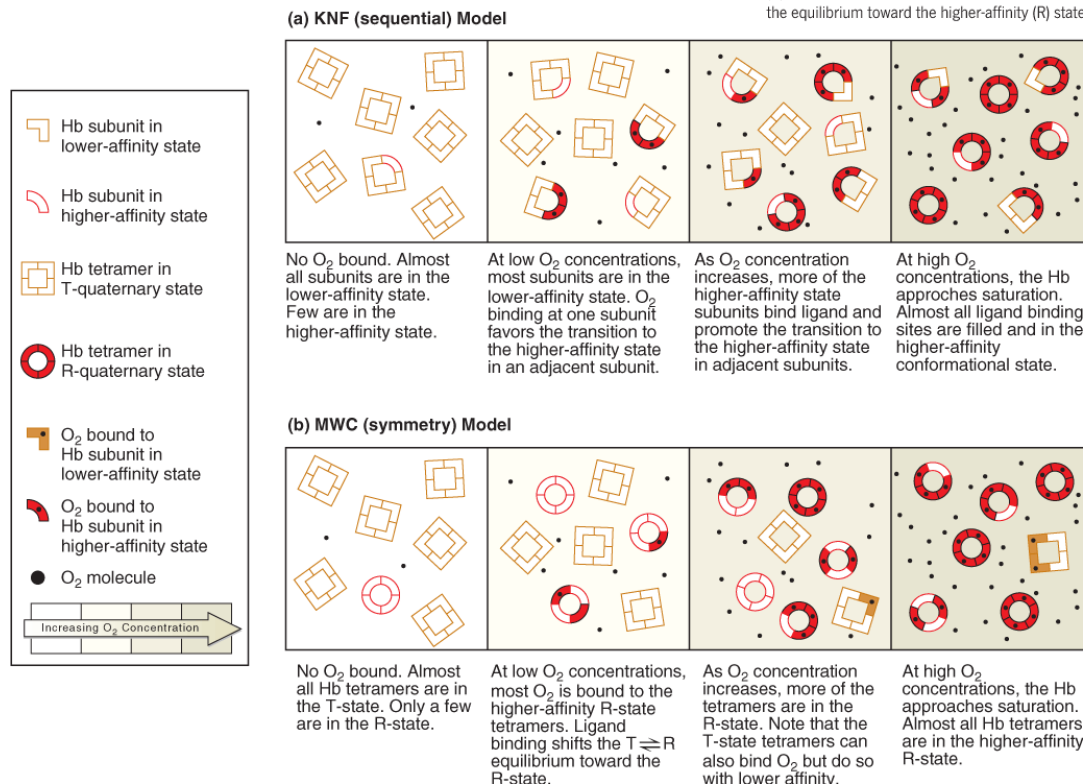 the equilibrium toward the higher-affinity (R) state
(a) KNF (sequential) Model
Hb subunit in
lower-affinity
state
Hb subunit in
higher-affinity
state
Hb tetramer in
T-quaternary
state
Hb tetramer in
R-quaternary
state
O2 bound to
Hb subunit in
lower-affinity
state
O2 bound to
Hb subunit in
higher-affinity
state
O2 molecule
Increasing O2 Concentration
No O2 bound. Almost
all subunits are in the
lower-affinity state.
Few are in the
higher-affinity state.
At low O2 concentrations,
most subunits are in the
lower-affinity state. O2
binding at one subunit
favors the transition to
the higher-affinity state
in an adjacent subunit.
As O2 concentration
increases, more of the
higher-affinity state
subunits bind ligand and
promote the transition to
the higher-affinity state
in adjacent subunits.
At high O2
concentrations, the Hb
approches saturation.
Almost all ligand binding
sites are filled and in the
higher-affinity
conformational state.
(b) MWC (symmetry) Model
No O2 bound. Almost
all Hb tetramers are in
the T-state. Only a few
are in the R-state.
At low O2 concentrations,
most O2 is bound to the
higher-affinity R-state
tetramers. Ligand
binding shifts the T⇌R
equilibrium toward the
R-state.
As O2 concentration
increases, more of the
tetramers are in the
R-state. Note that the
T-state tetramers can
also bind O2 but do so
with lower affinity.
At high O2
concentrations, the Hb
approaches saturation.
Almost all Hb tetramers
are in the higher-affinity
R-state.